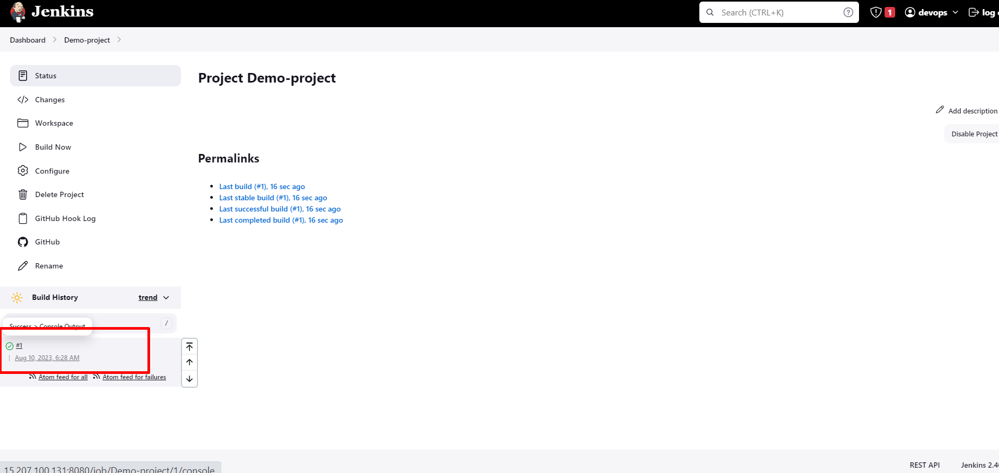 Jenkins
Search (CTRL+K)
1
devops
log
Dashboard
Demo-project
Status
Changes
Workspace
Build Now
Configure
Delete Project
GitHub Hook Log
GitHub
Rename
Project Demo-project
Add description
Disable Project
Permalinks
Last build (#1), 16 sec ago
Last stable build (#1), 16 sec ago
Last successful build (#1), 16 sec ago
Last completed build (#1), 16 sec ago
Build History
trend
Success > Console Output
/
#1
Aug 10, 2023, 6:28 AM
Atom feed for all
Atom feed for failures
REST API
Jenkins 2.4
15.207.100.131:8080/job/Demo-project/1/console